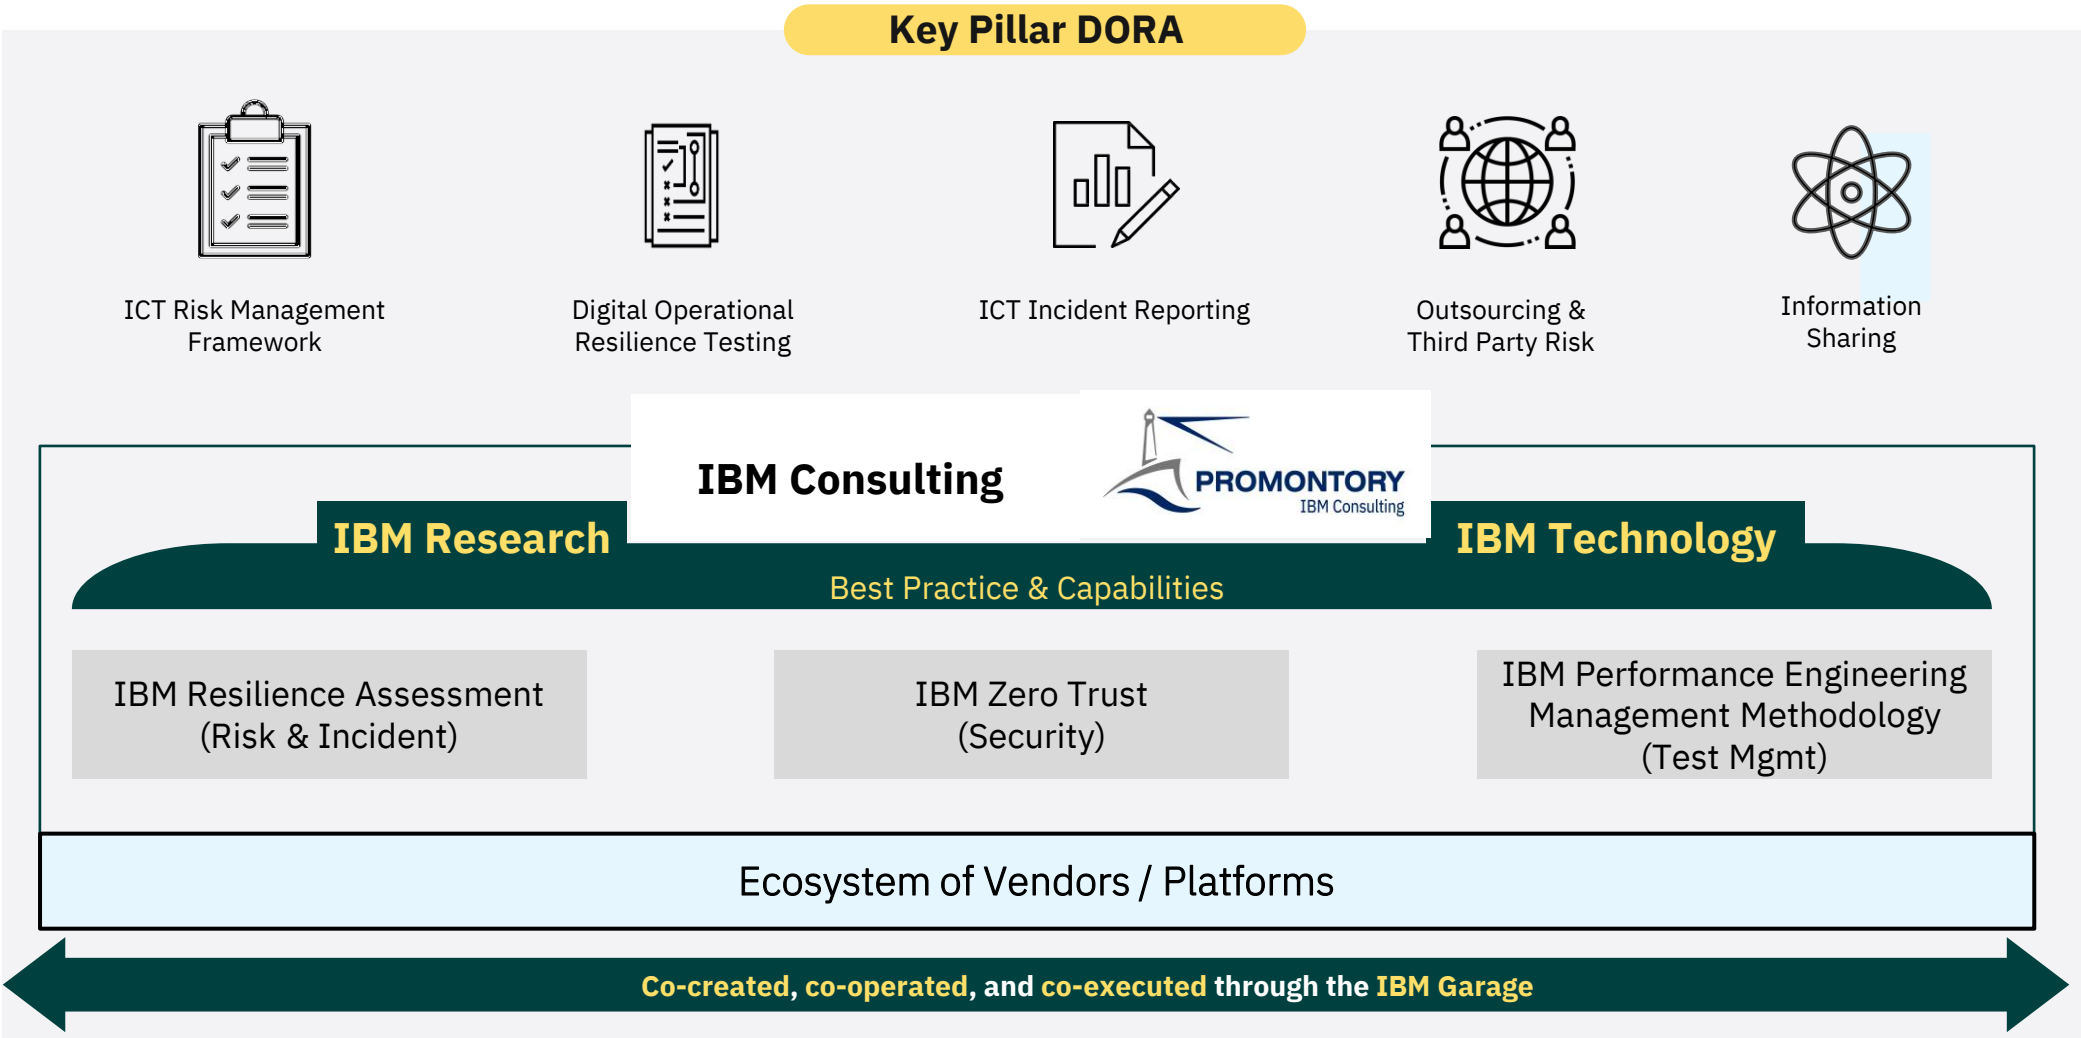 Key Pillar DORA
ICT Risk Management
Framework
Digital Operational
Resilience Testing
ICT Incident Reporting
Outsourcing &
Third Party Risk
Information
Sharing
IBM Consulting
PROMONTORY
IBM Consulting
IBM Research
IBM Technology
Best Practice & Capabilities
IBM Resilience Assessment
(Risk & Incident)
IBM Zero Trust
(Security)
IBM Performance Engineering
Management Methodology
(Test Mgmt)
Ecosystem of Vendors / Platforms
Co-created, co-operated, and co-executed through the IBM Garage